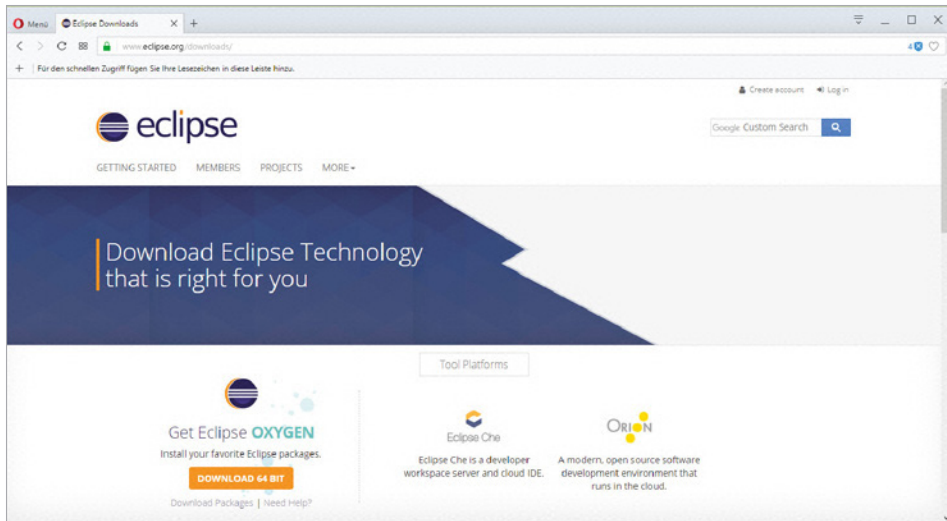 Menü Eclipse Downloads
www.eclipse.org/downloads/
4
Für den schnellen Zugriff fügen Sie Ihre Lesezeichen in diese Leiste hinzu.
Create account Log in
eclipse
Google Custom Search
GETTING STARTED MEMBERS PROJECTS MORE
Download Eclipse Technology
that is right for you
Tool Platforms
Get Eclipse OXYGEN
Install your favorite Eclipse packages.
DOWNLOAD 64 BIT
Download Packages | Need Help?
Eclipse Che
Eclipse Che is a developer
workspace server and cloud IDE.
ORION
A modern, open source software
development environment that
runs in the cloud.